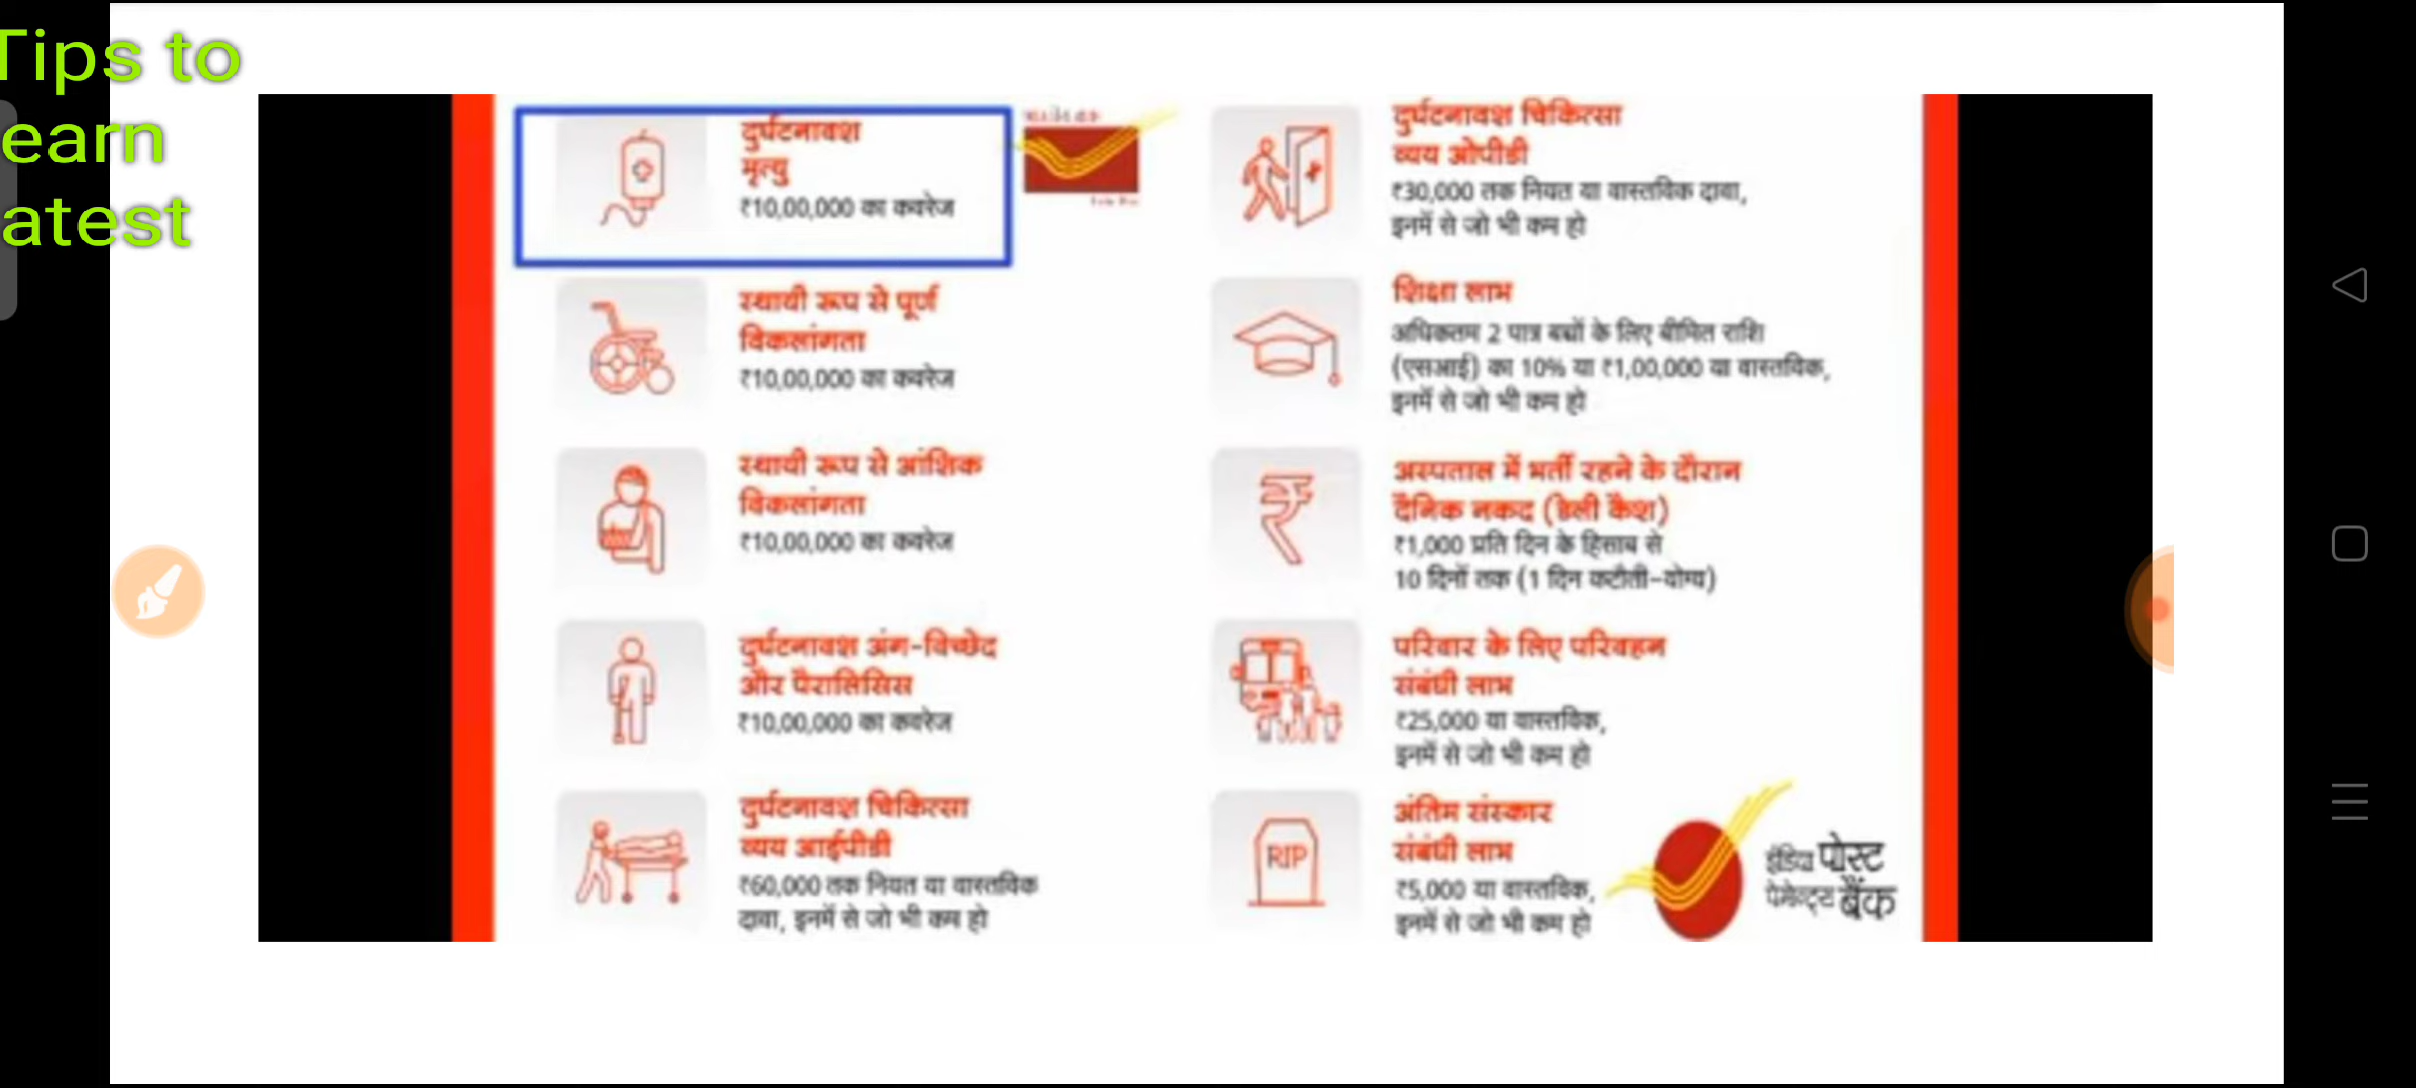 Tips to
earn
atest
दुर्घटनावश
मृत्यु
₹10,00,000 का कवरेज
स्थायी रूप से पूर्ण
विकलांगता
₹10,00,000 का कवरेज
स्थायी रूप से आंशिक
विकलांगता
₹10,00,000 का कवरेज
दुर्घटनावश अंग-विच्छेद
और पैरालिसिस
₹10,00,000 का कवरेज
दुर्घटनावश चिकित्सा
व्यय आईपीडी
₹60,000 तक नियत या वास्तविक
दावा, इनमें से जो भी कम हो
दुर्घटनावश चिकित्सा
व्यय ओपीडी
₹30,000 तक नियत या वास्तविक दावा,
इनमें से जो भी कम हो
शिक्षा लाभ
अधिकतम 2 पात्र बच्चों के लिए बीमित राशि
(एसआई) का 10% या ₹1,00,000 या वास्तविक,
इनमें से जो भी कम हो
अस्पताल में भर्ती रहने के दौरान
दैनिक नकद (डेली कैश)
₹1,000 प्रति दिन के हिसाब से
10 दिनों तक (1 दिन कटौती-योग्य)
परिवार के लिए परिवहन
संबंधी लाभ
₹25,000 या वास्तविक,
इनमें से जो भी कम हो
RIP
अंतिम संस्कार
संबंधी लाभ
₹5,000 या वास्तविक,
इनमें से जो भी कम हो
इंडिया पोस्ट
पेमेन्ट्स बैंक